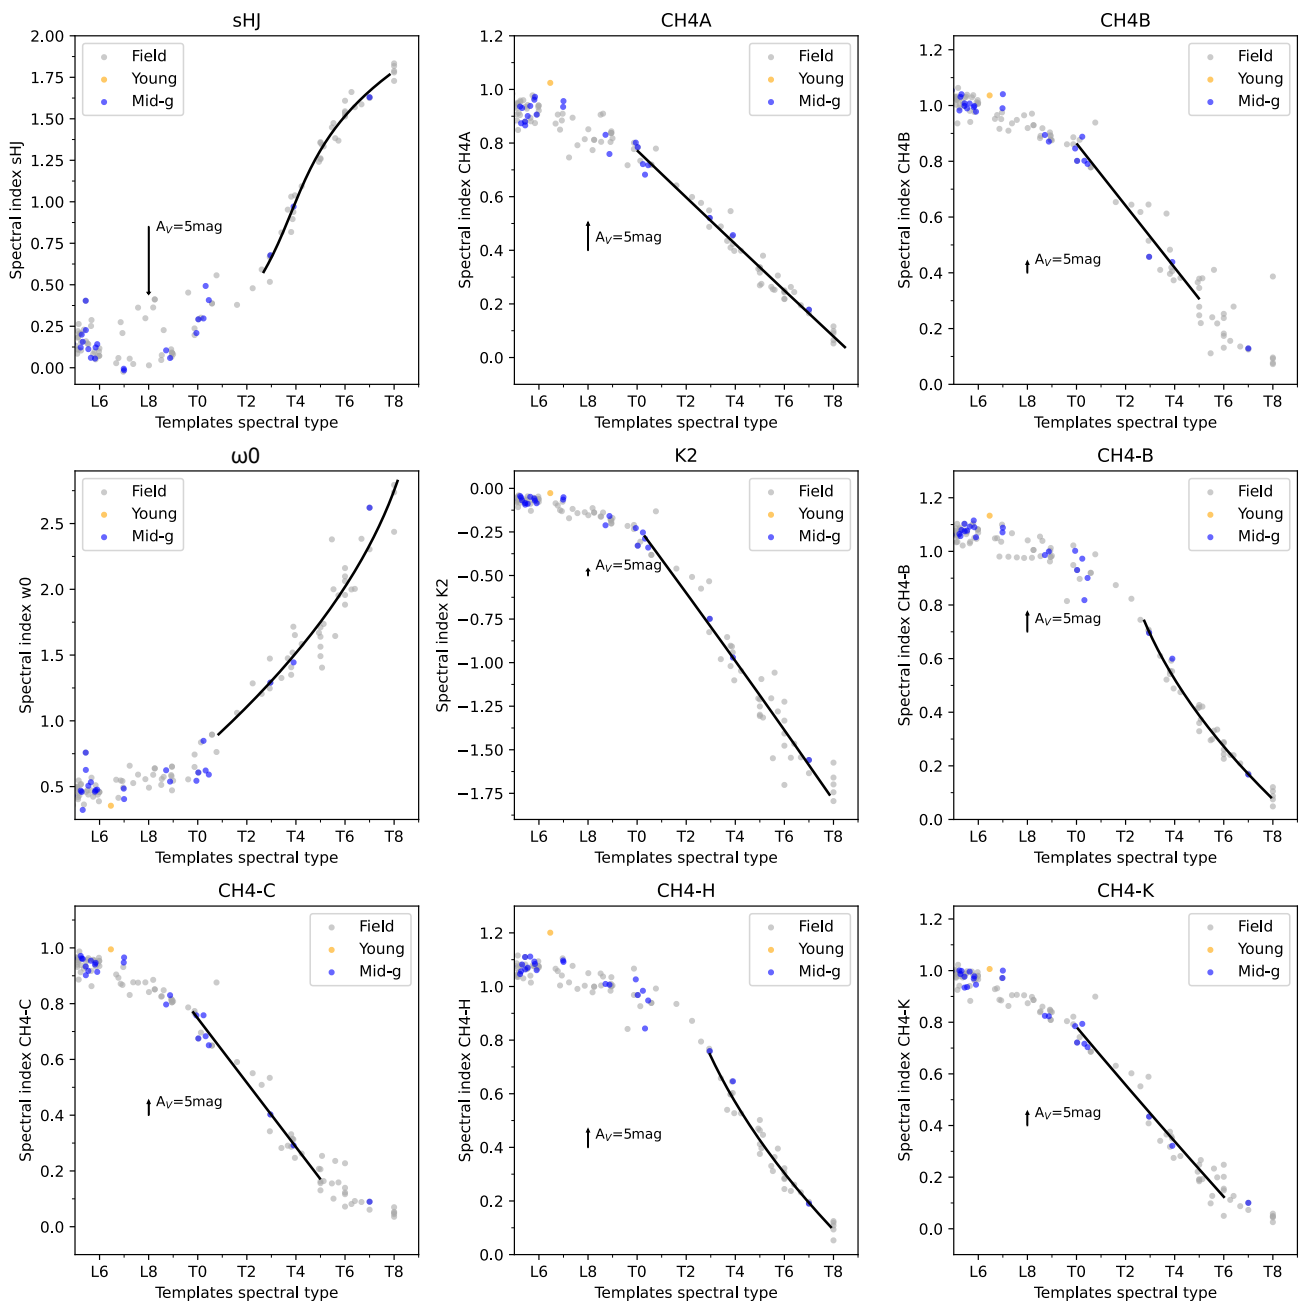 sHJ
2.00
1.75
1.50
1.25
1.00
0.75
0.50
0.25
0.00
Spectral index sHJ
Field
Young
Mid-g
A_V=5mag
L6 L8 T0 T2 T4 T6 T8
Templates spectral type
CH4A
1.2
1.0
0.8
0.6
0.4
0.2
0.0
Spectral index CH4A
Field
Young
Mid-g
A_V=5mag
L6 L8 T0 T2 T4 T6 T8
Templates spectral type
CH4B
1.2
1.0
0.8
0.6
0.4
0.2
0.0
Spectral index CH4B
Field
Young
Mid-g
A_V=5mag
L6 L8 T0 T2 T4 T6 T8
Templates spectral type
ω0
2.5
2.0
1.5
1.0
0.5
Spectral index w0
Field
Young
Mid-g
L6 L8 T0 T2 T4 T6 T8
Templates spectral type
K2
0.00
−0.25
−0.50
−0.75
−1.00
−1.25
−1.50
−1.75
Spectral index K2
Field
Young
Mid-g
A_V=5mag
L6 L8 T0 T2 T4 T6 T8
Templates spectral type
CH4-B
1.2
1.0
0.8
0.6
0.4
0.2
0.0
Spectral index CH4-B
Field
Young
Mid-g
A_V=5mag
L6 L8 T0 T2 T4 T6 T8
Templates spectral type
CH4-C
1.0
0.8
0.6
0.4
0.2
0.0
Spectral index CH4-C
Field
Young
Mid-g
A_V=5mag
L6 L8 T0 T2 T4 T6 T8
Templates spectral type
CH4-H
1.2
1.0
0.8
0.6
0.4
0.2
0.0
Spectral index CH4-H
Field
Young
Mid-g
A_V=5mag
L6 L8 T0 T2 T4 T6 T8
Templates spectral type
CH4-K
1.2
1.0
0.8
0.6
0.4
0.2
0.0
Spectral index CH4-K
Field
Young
Mid-g
A_V=5mag
L6 L8 T0 T2 T4 T6 T8
Templates spectral type